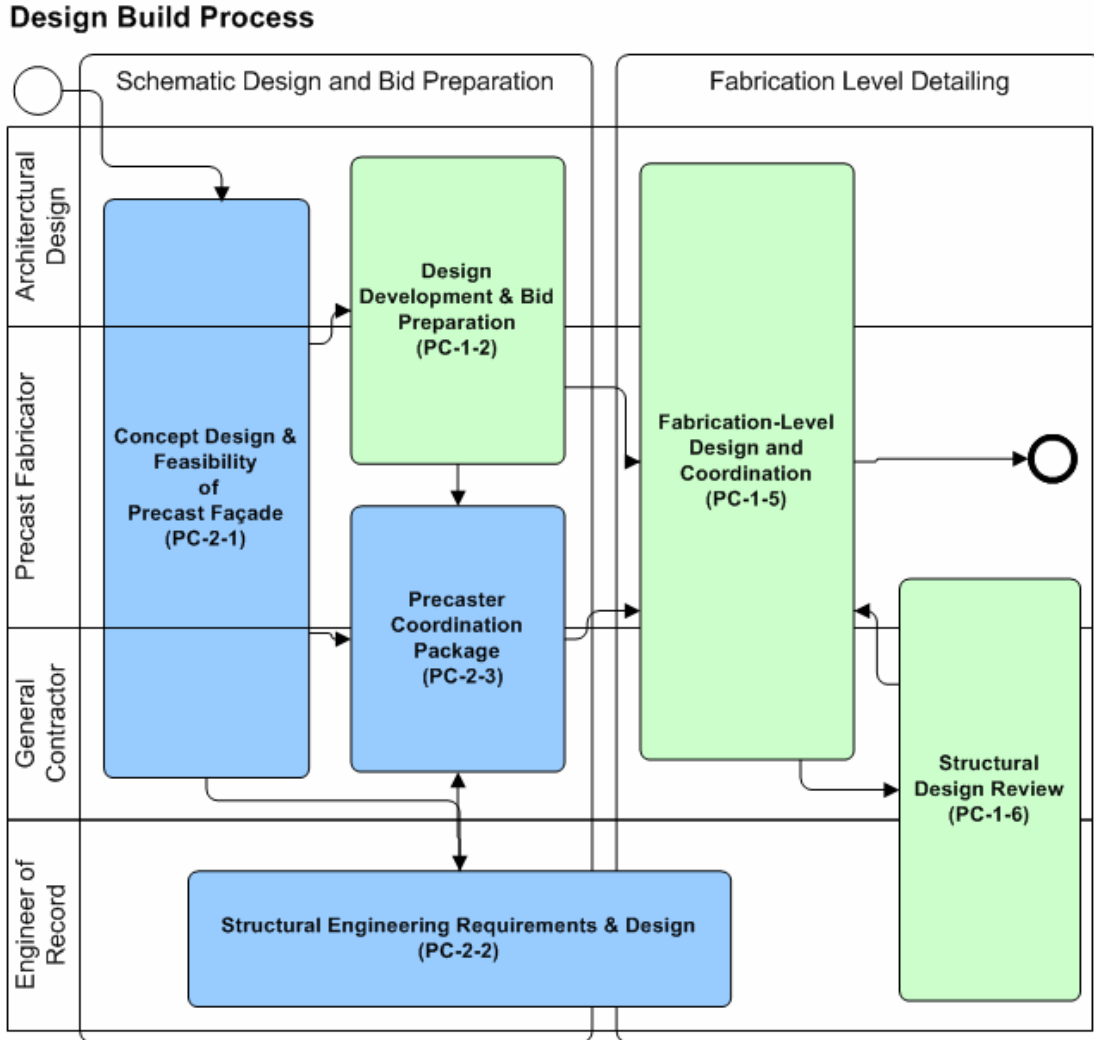 Design Build Process
Schematic Design and Bid Preparation
Fabrication Level Detailing
Architerctural
Design
Precast Fabricator
General
Contractor
Engineer of
Record
Concept Design &
Feasibility
of
Precast Façade
(PC-2-1)
Design
Development & Bid
Preparation
(PC-1-2)
Precaster
Coordination
Package
(PC-2-3)
Structural Engineering Requirements & Design
(PC-2-2)
Fabrication-Level
Design and
Coordination
(PC-1-5)
Structural
Design Review
(PC-1-6)